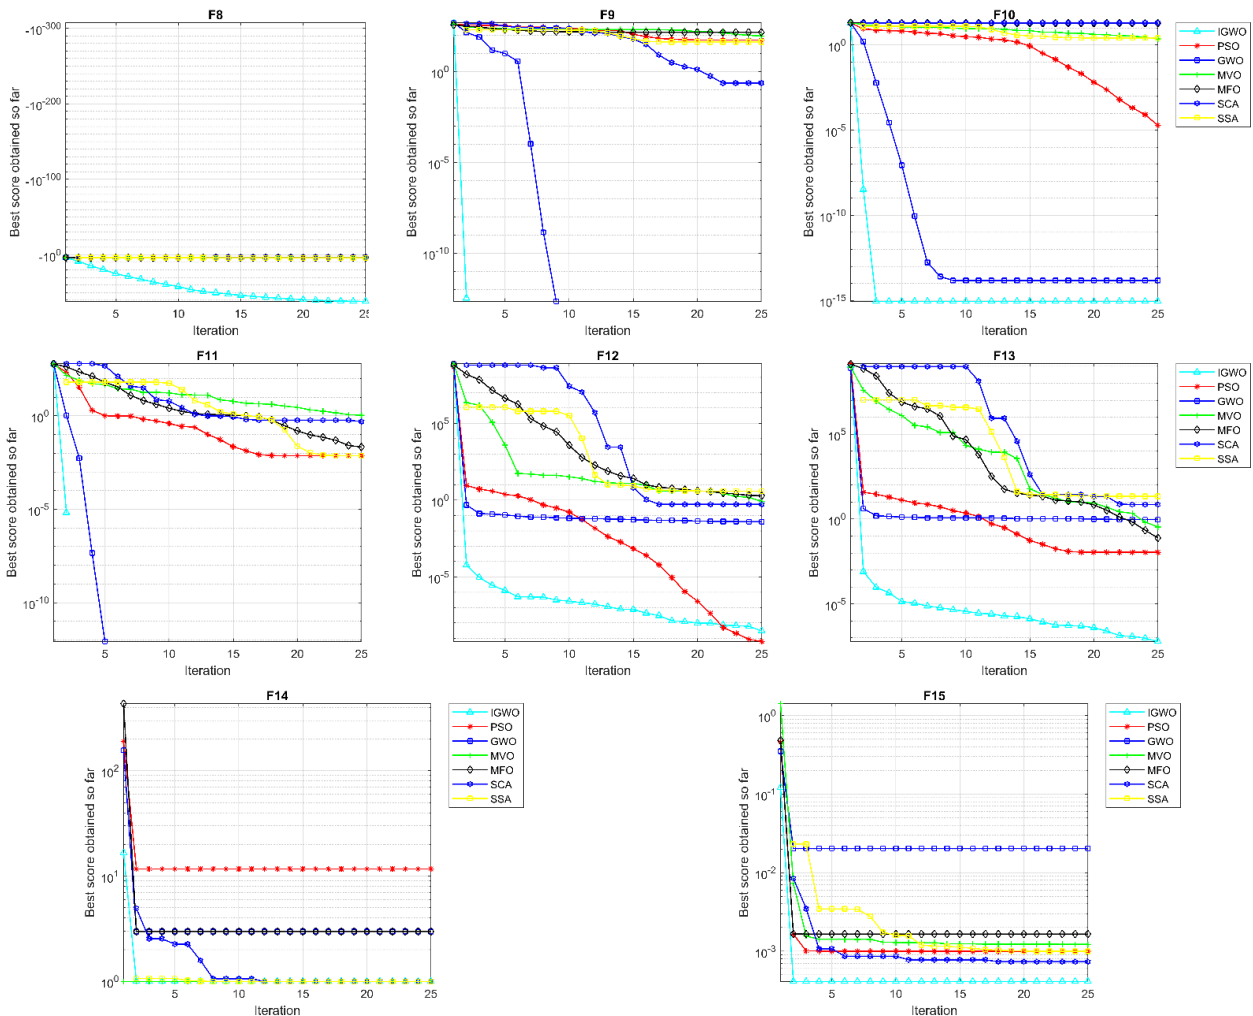 F8
-10^300
-10^200
-10^100
-10^0
Best score obtained so far
5 10 15 20 25
Iteration
F9
10^0
10^-5
10^-10
Best score obtained so far
5 10 15 20 25
Iteration
F10
10^0
10^-5
10^-10
10^-15
Best score obtained so far
5 10 15 20 25
Iteration
IGWO
PSO
GWO
MVO
MFO
SCA
SSA
F11
10^0
10^-5
10^-10
Best score obtained so far
5 10 15 20 25
Iteration
F12
10^5
10^0
10^-5
Best score obtained so far
5 10 15 20 25
Iteration
F13
10^5
10^0
10^-5
Best score obtained so far
5 10 15 20 25
Iteration
IGWO
PSO
GWO
MVO
MFO
SCA
SSA
F14
10^2
10^1
10^0
Best score obtained so far
5 10 15 20 25
Iteration
IGWO
PSO
GWO
MVO
MFO
SCA
SSA
F15
10^0
10^-1
10^-2
10^-3
Best score obtained so far
5 10 15 20 25
Iteration
IGWO
PSO
GWO
MVO
MFO
SCA
SSA